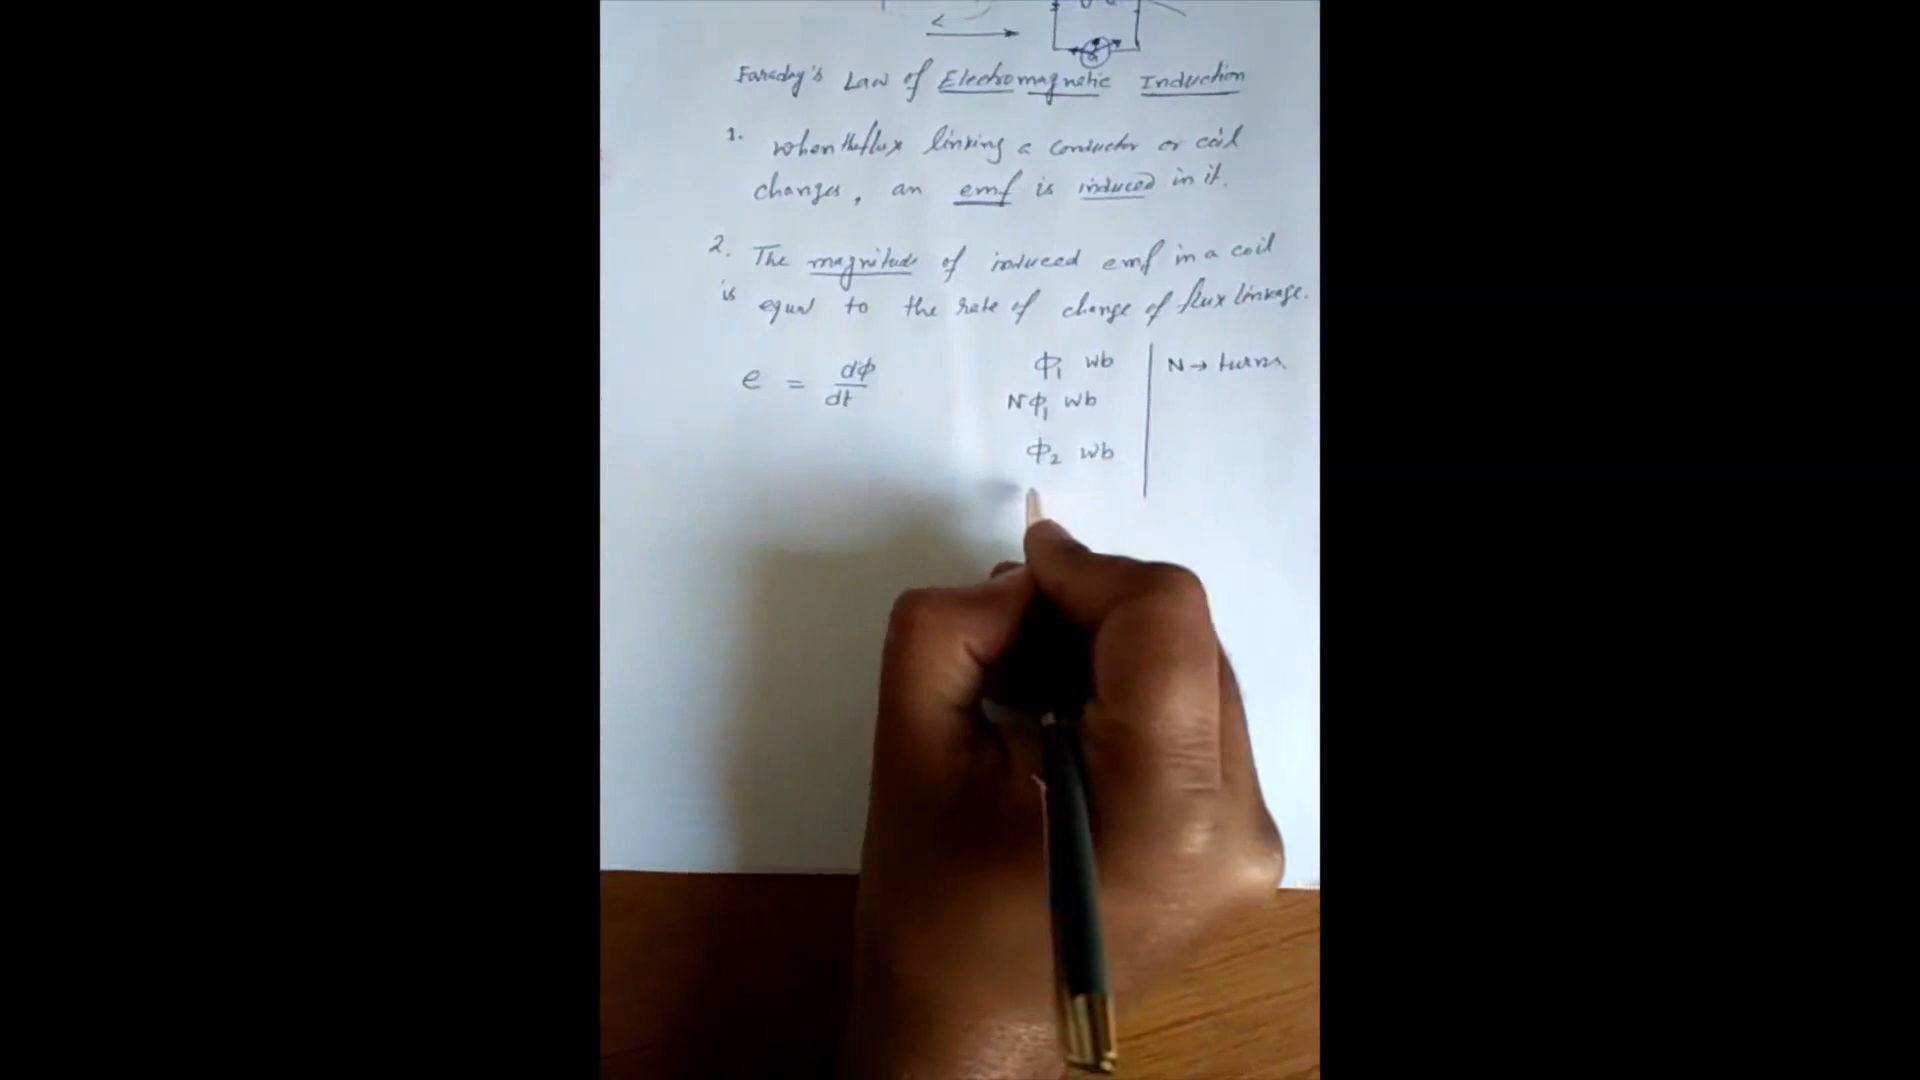 Faraday's Law of Electromagnetic Induction
1. when the flux linking a conductor or coil
changes, an emf is induced in it.
2. The magnitude of induced emf in a coil
is equal to the rate of change of flux linkage.
e = dϕ/dt
ϕ₁ wb
Nϕ₁ wb
ϕ₂ wb
N → turns.